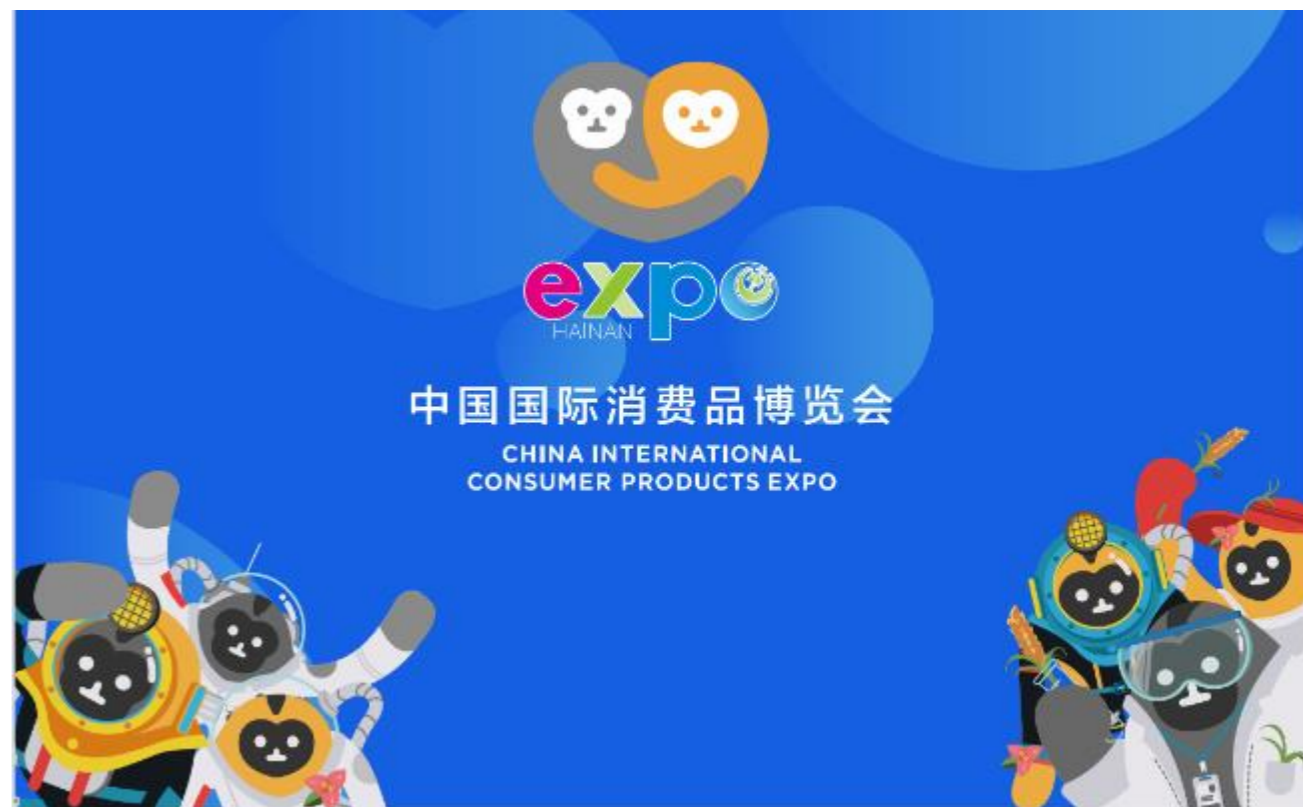 expo
HAINAN
中国国际消费品博览会
CHINA INTERNATIONAL
CONSUMER PRODUCTS EXPO